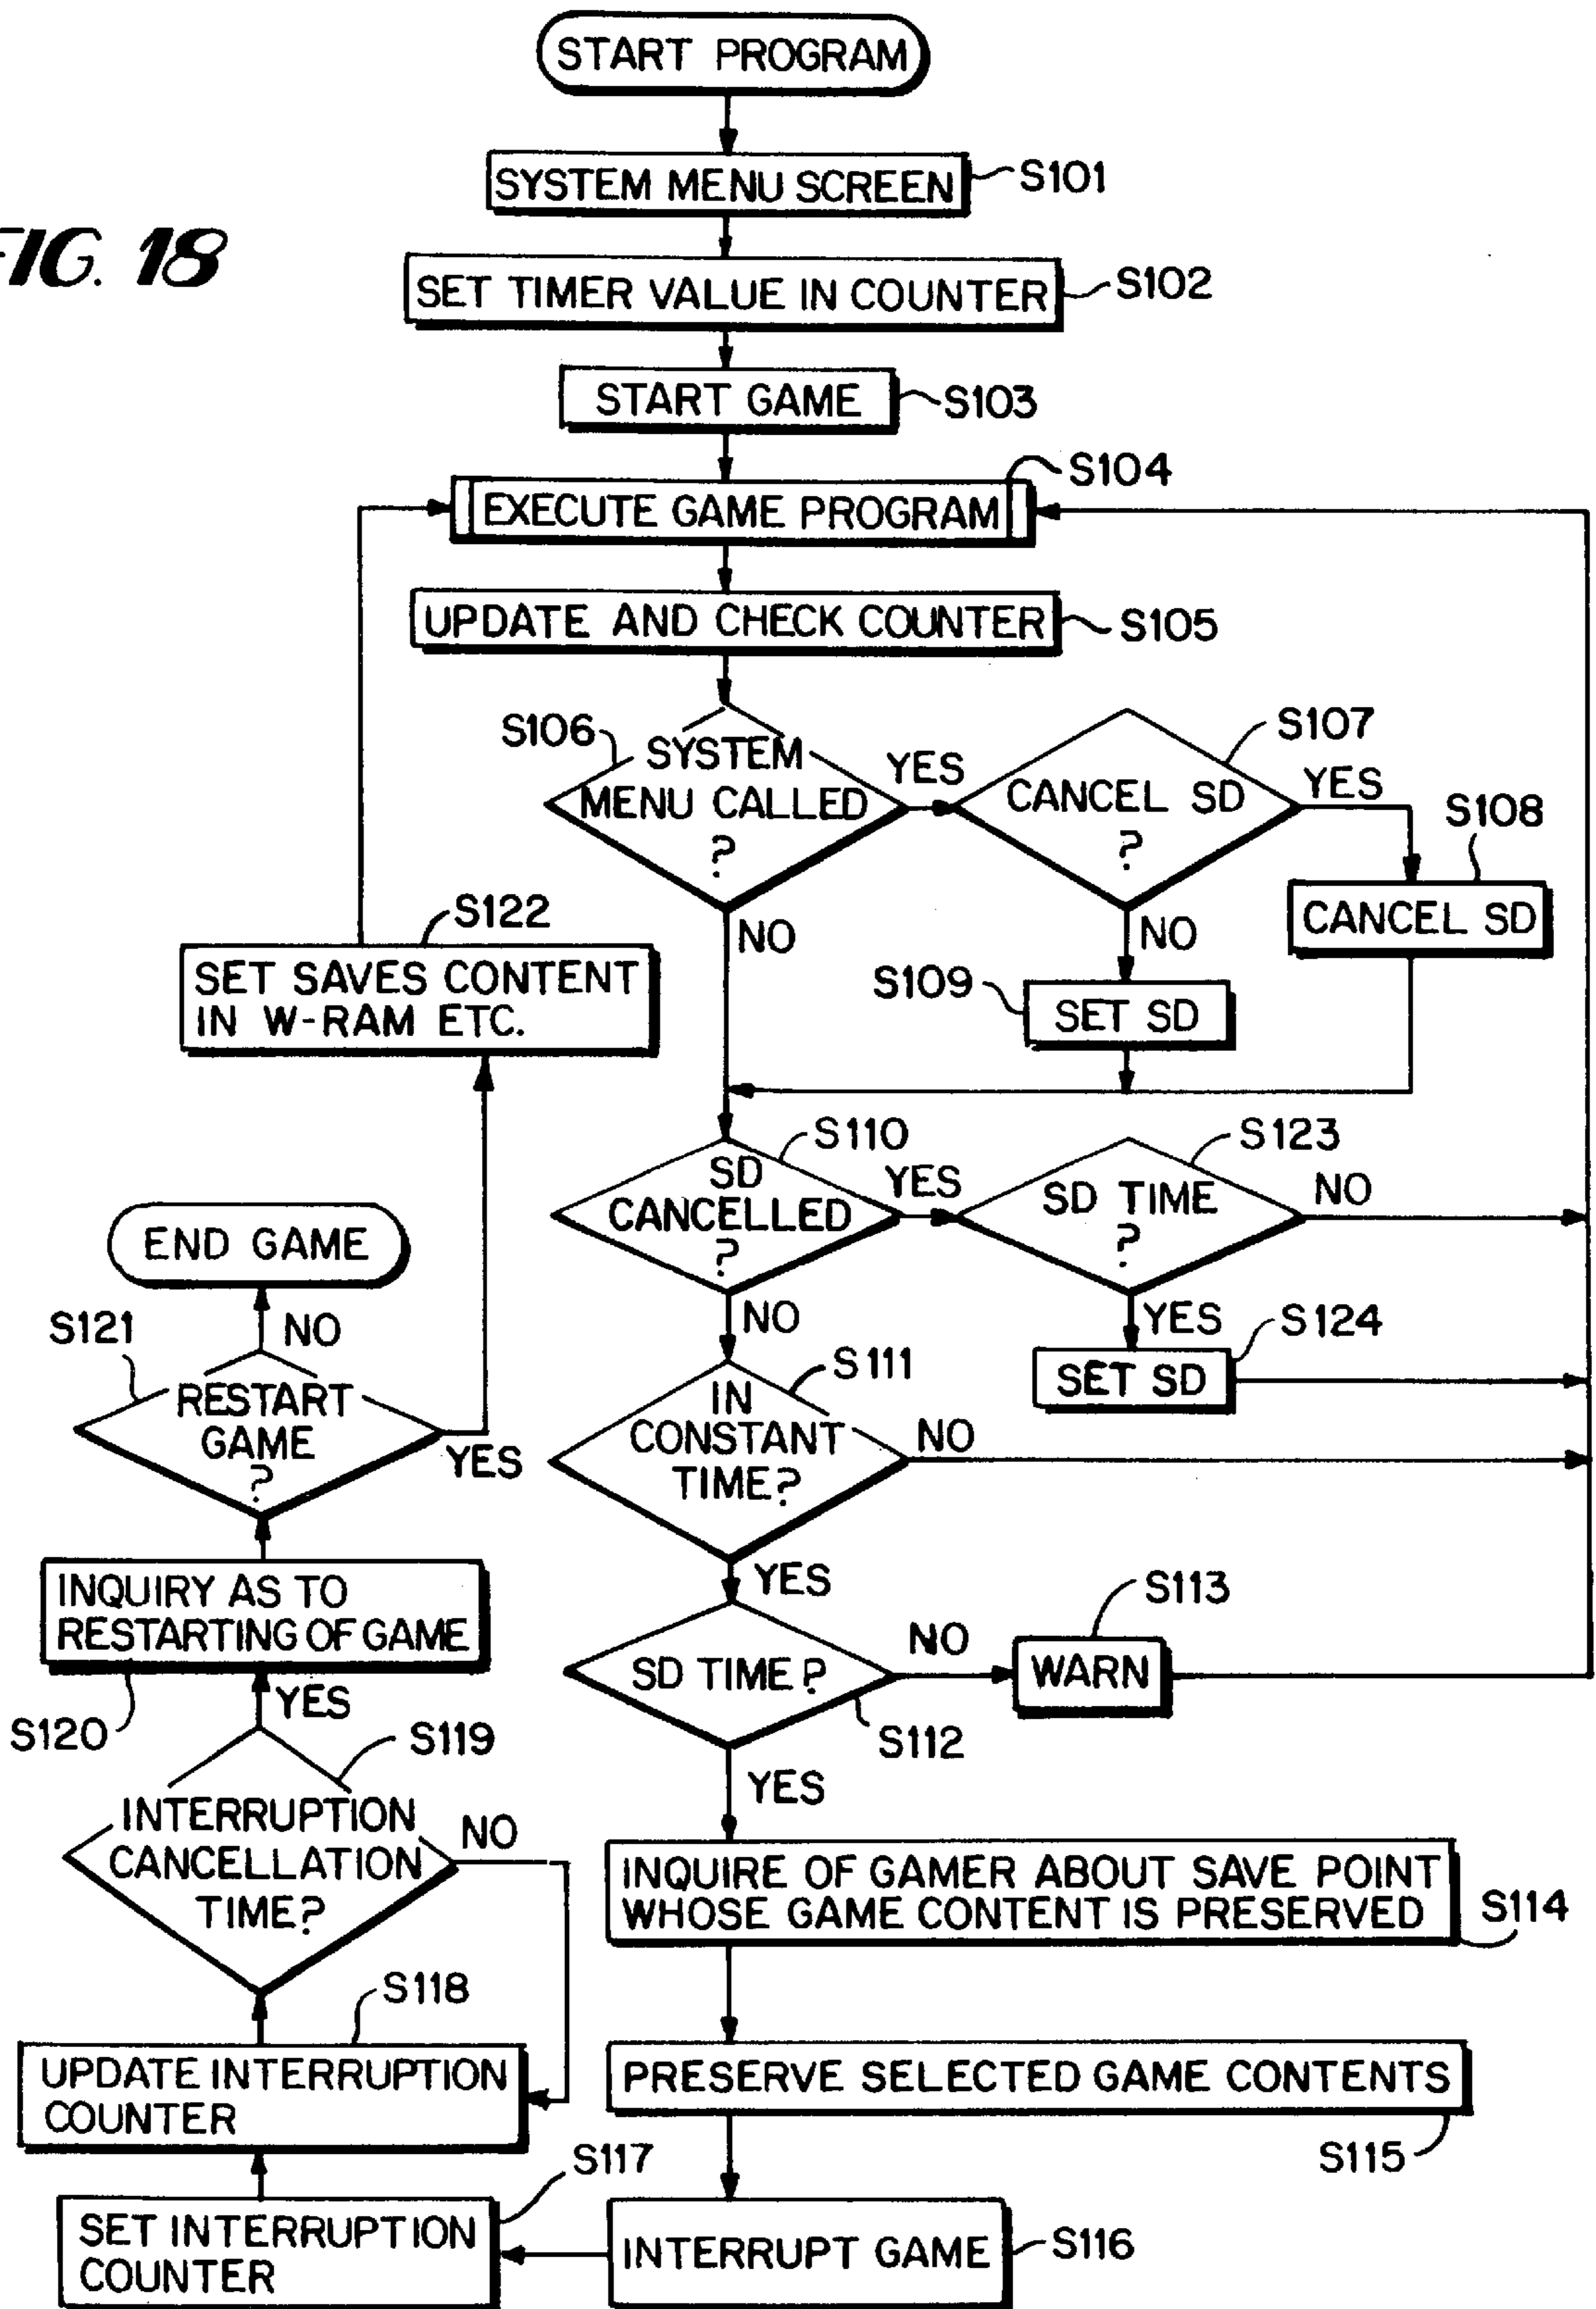 START PROGRAM
SYSTEM MENU SCREEN
S101
FIG. 18
SET TIMER VALUE IN COUNTER
S102
START GAME
S103
S104
EXECUTE GAME PROGRAM
UPDATE AND CHECK COUNTER
S105
S106
SYSTEM
MENU CALLED
?
YES
S107
CANCEL SD
?
YES
S108
CANCEL SD
NO
NO
S109
SET SD
S122
SET SAVES CONTENT
IN W-RAM ETC.
S110
SD
CANCELLED
?
YES
S123
SD TIME
?
NO
END GAME
NO
YES
S124
SET SD
S121
NO
RESTART
GAME
?
YES
S111
IN
CONSTANT
TIME?
NO
YES
INQUIRY AS TO
RESTARTING OF GAME
S120
YES
SD TIME?
NO
S113
WARN
S112
YES
S119
INTERRUPTION
CANCELLATION
TIME?
NO
INQUIRE OF GAMER ABOUT SAVE POINT
WHOSE GAME CONTENT IS PRESERVED
S114
S118
UPDATE INTERRUPTION
COUNTER
PRESERVE SELECTED GAME CONTENTS
S115
S117
SET INTERRUPTION
COUNTER
INTERRUPT GAME
S116